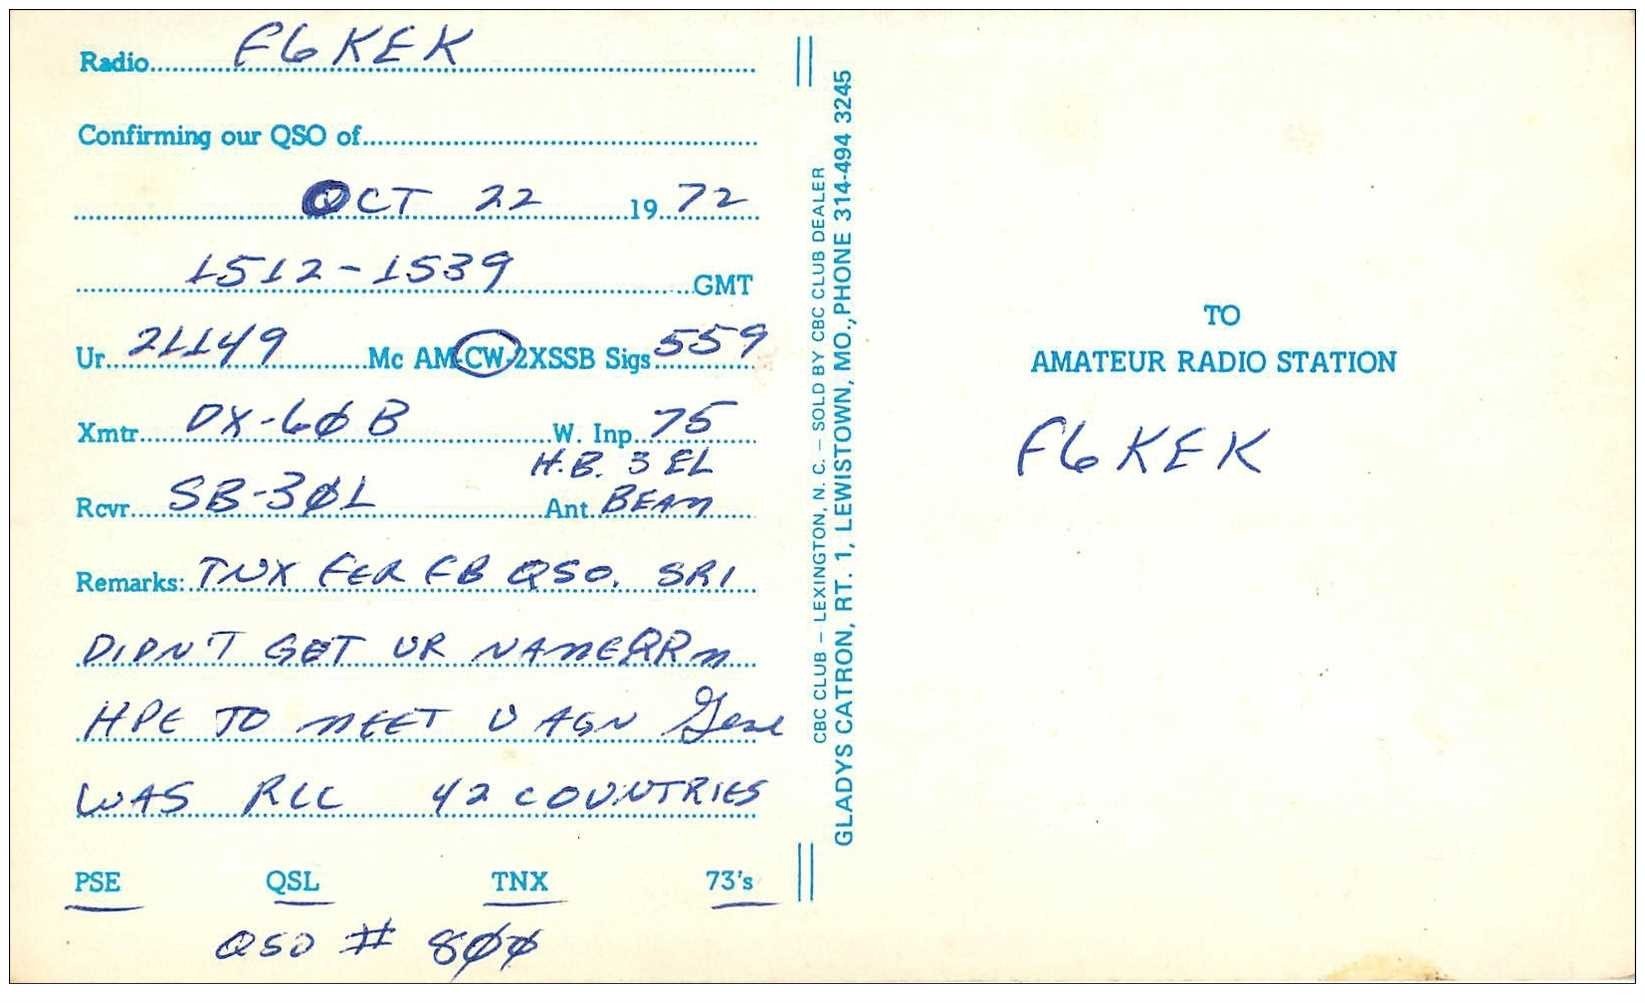 Radio F6KEK
Confirming our QSO of
OCT 22 1972
1512-1539 GMT
Ur 21149 Mc AM-CW-2XSSB Sigs 559
Xmtr DX-60B W. Inp. 75
H.B. 3 EL
Rcvr SB-301 Ant BEAM
Remarks: TNX FER FB QSO. SRI
DIDN'T GET UR NAME QRM
HPE TO MEET U AGN Gene
WAS RCC 42 COUNTRIES
PSE QSL TNX 73's
QSO # 800
CBC CLUB – LEXINGTON, N. C. – SOLD BY CBC CLUB DEALER
GLADYS CATRON, RT. 1, LEWISTOWN, MO., PHONE 314-494 3245
TO
AMATEUR RADIO STATION
F6KEK